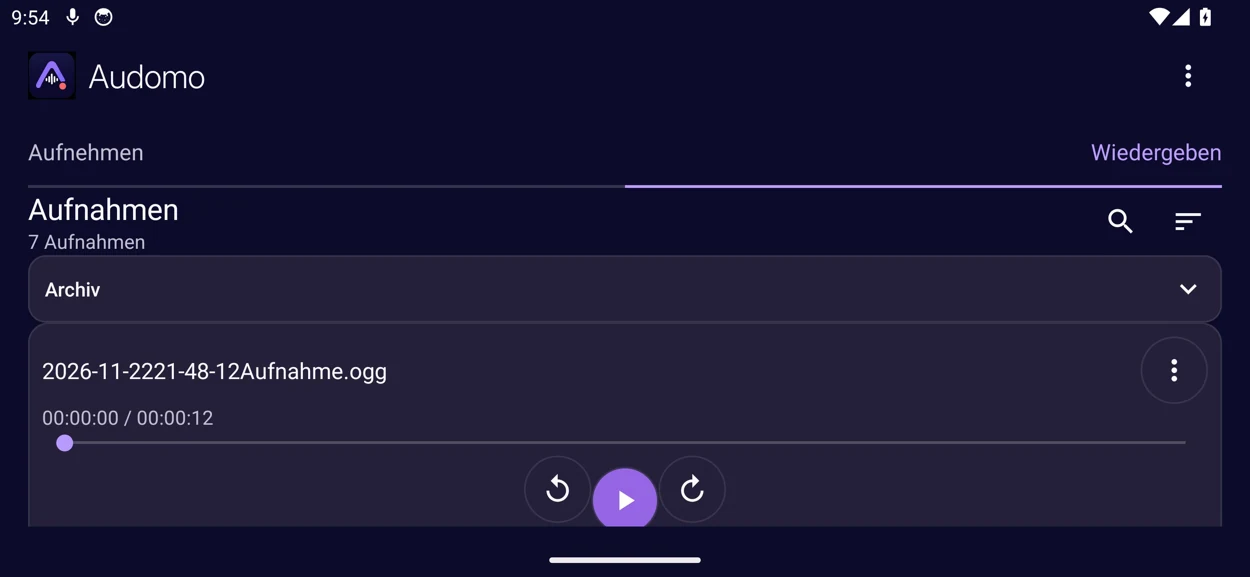 9:54
Audomo
Aufnehmen
Wiedergeben
Aufnahmen
7 Aufnahmen
Archiv
2026-11-2221-48-12Aufnahme.ogg
00:00:00 / 00:00:12